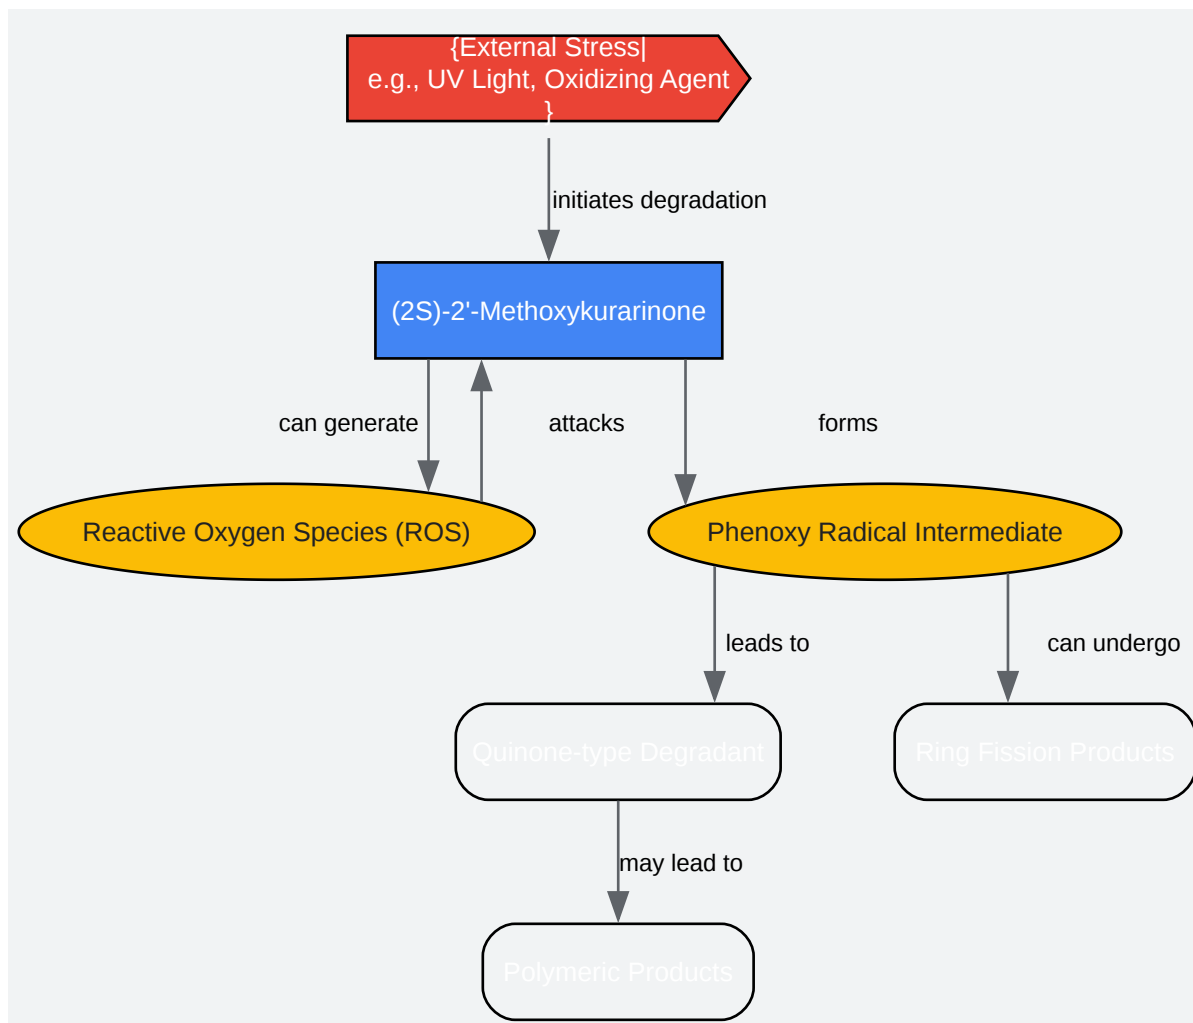 {External Stress|
e.g., UV Light, Oxidizing Agent
}
initiates degradation
(2S)-2'-Methoxykurarinone
can generate
attacks
forms
Reactive Oxygen Species (ROS)
Phenoxy Radical Intermediate
leads to
can undergo
Quinone-type Degradant
Ring Fission Products
may lead to
Polymeric Products